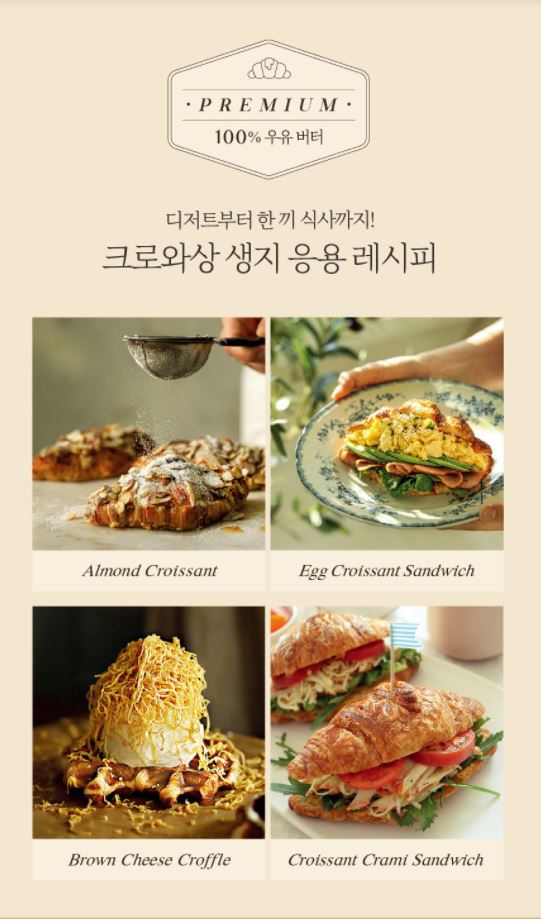 · PREMIUM ·
100% 우유 버터
디저트부터 한 끼 식사까지!
크로와상 생지 응용 레시피
Almond Croissant
Egg Croissant Sandwich
Brown Cheese Croffle
Croissant Crami Sandwich